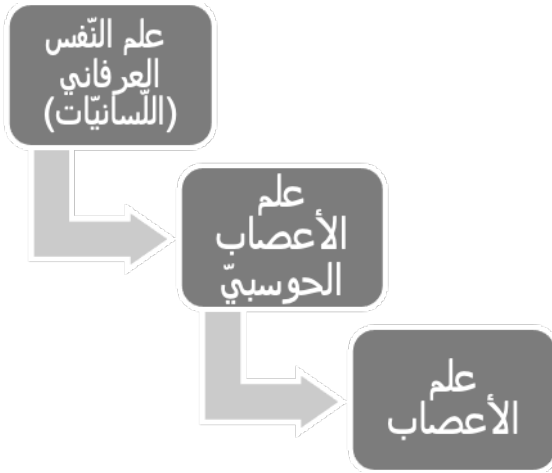 علم النّفس
العرفاني
(اللّسانيّات)
علم
الأعصاب
الحوسبيّ
علم
الأعصاب